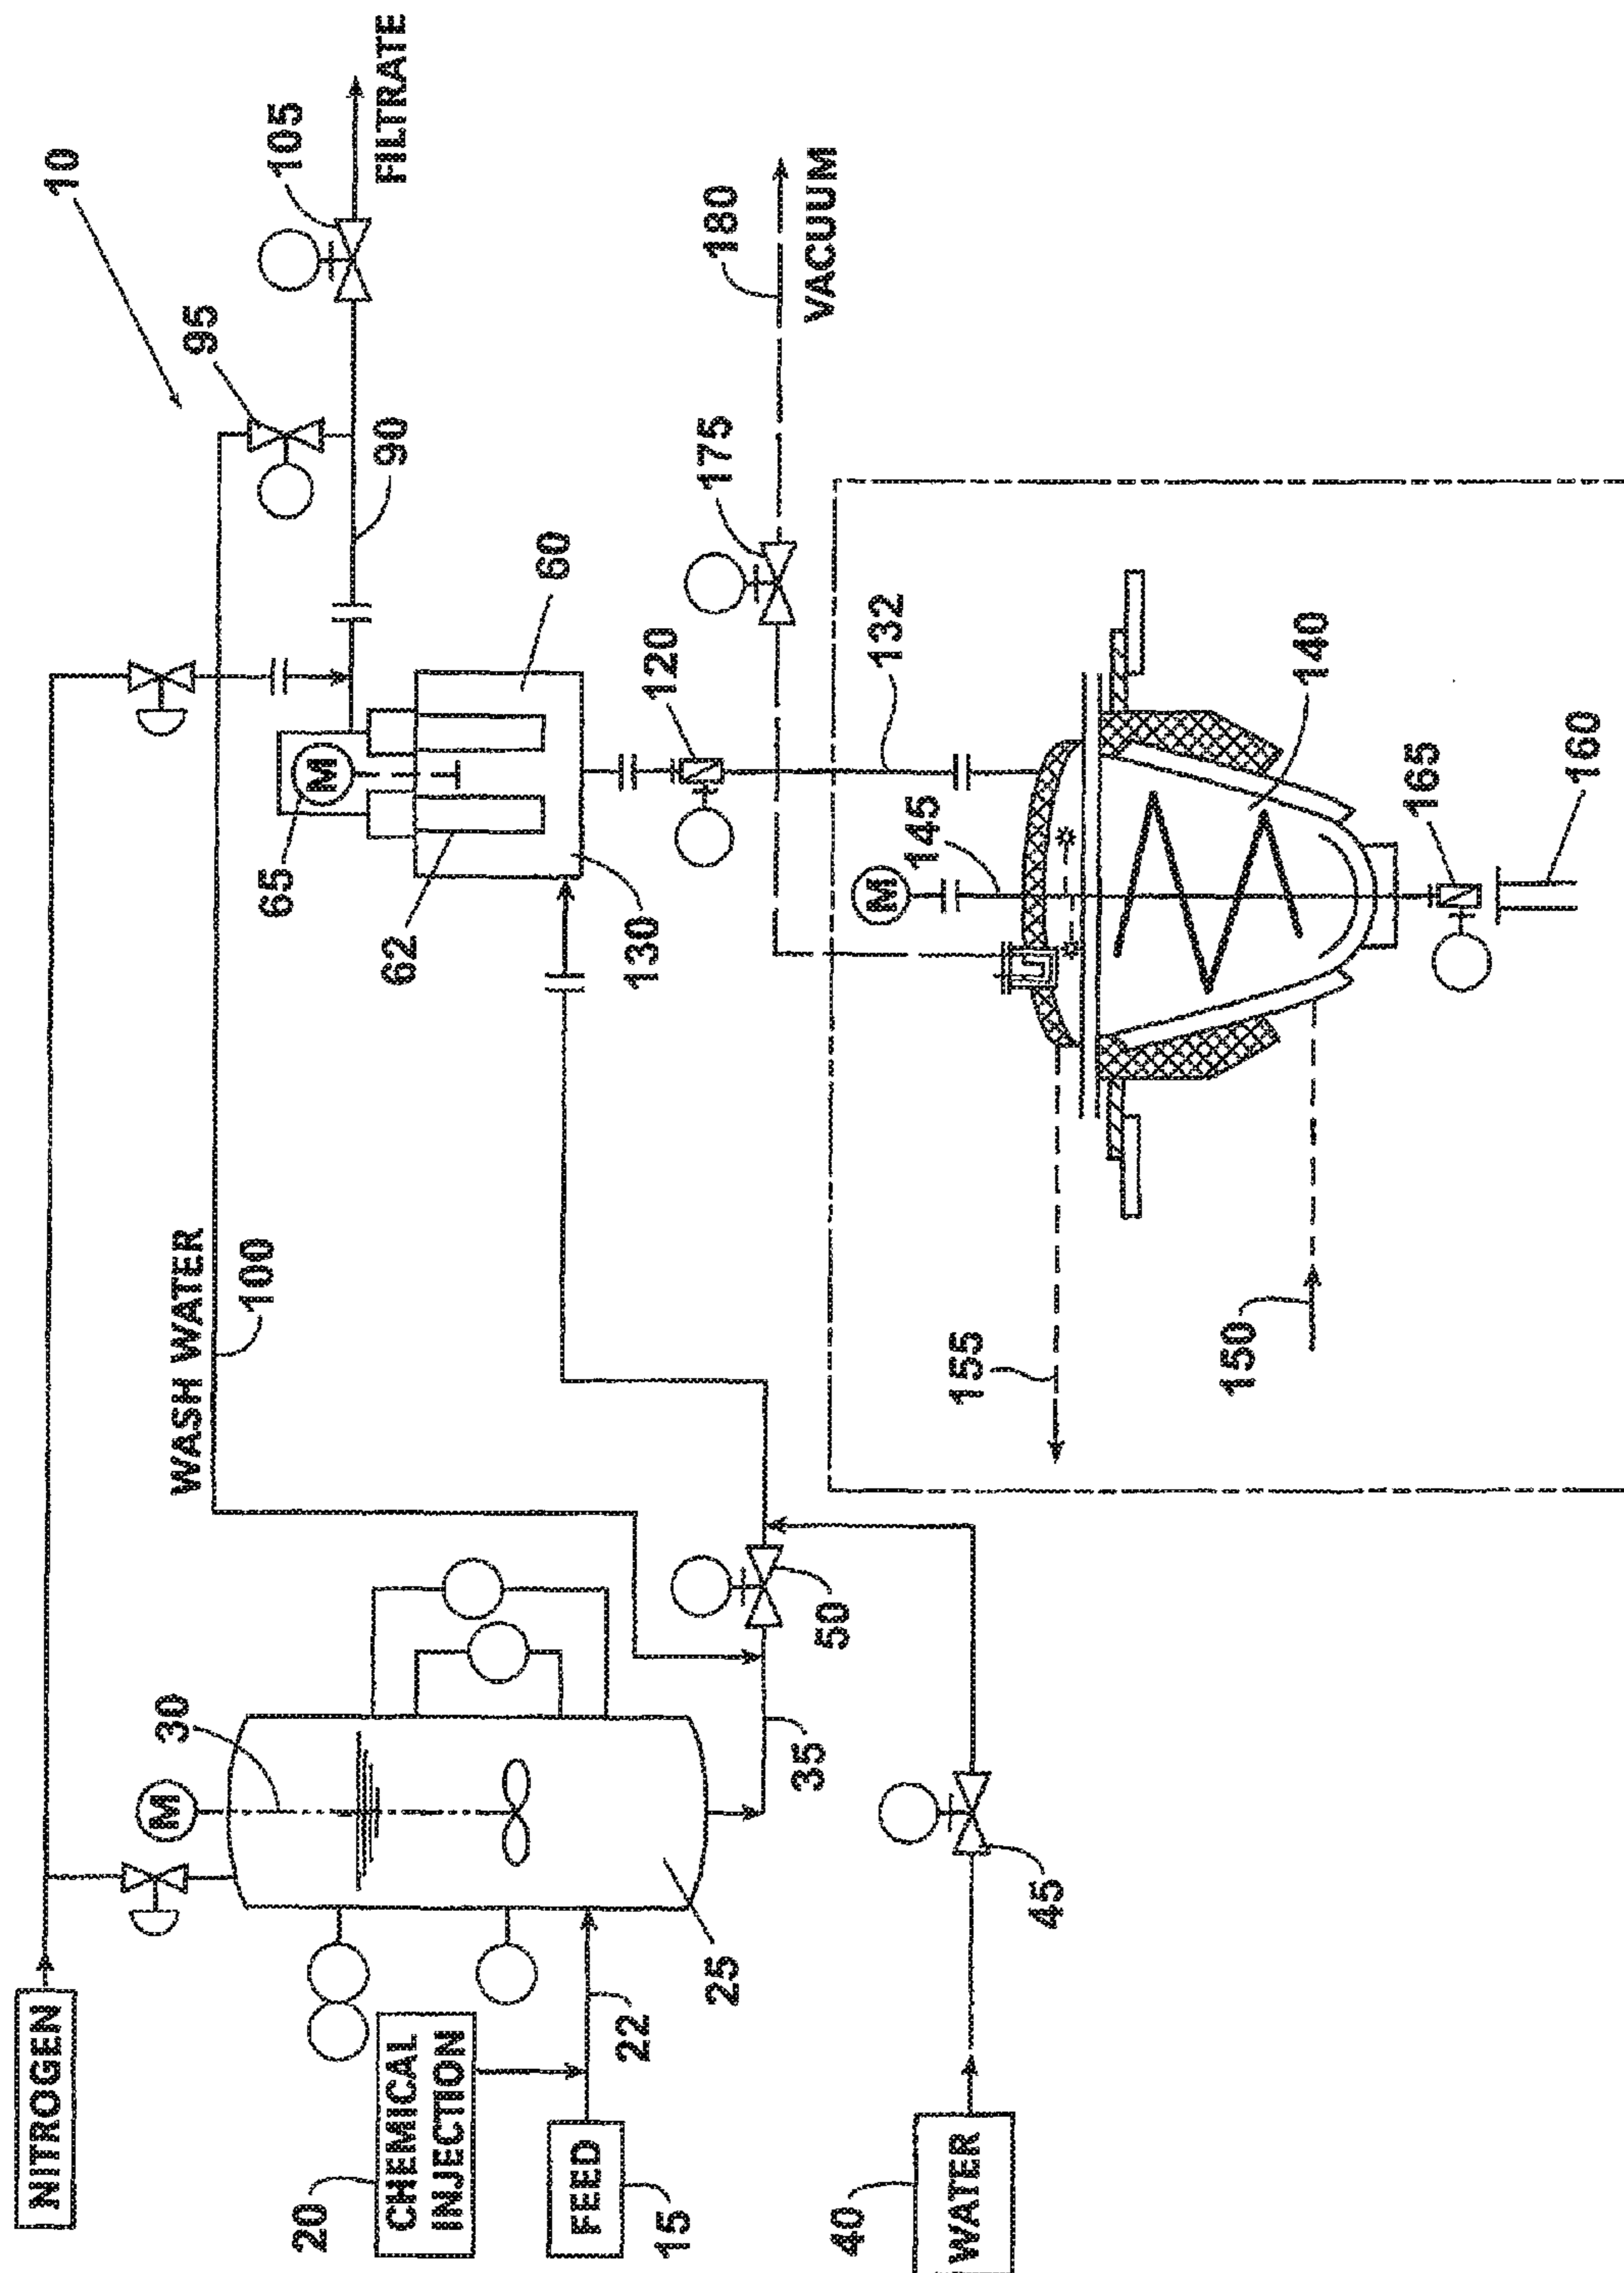 NITROGEN
20
CHEMICAL
INJECTION
FEED
15
22
25
M
30
40
WATER
45
35
50
WASH WATER
100
10
95
105
FILTRATE
90
M
65
62
60
130
120
175
180
VACUUM
132
M
145
140
155
150
165
160